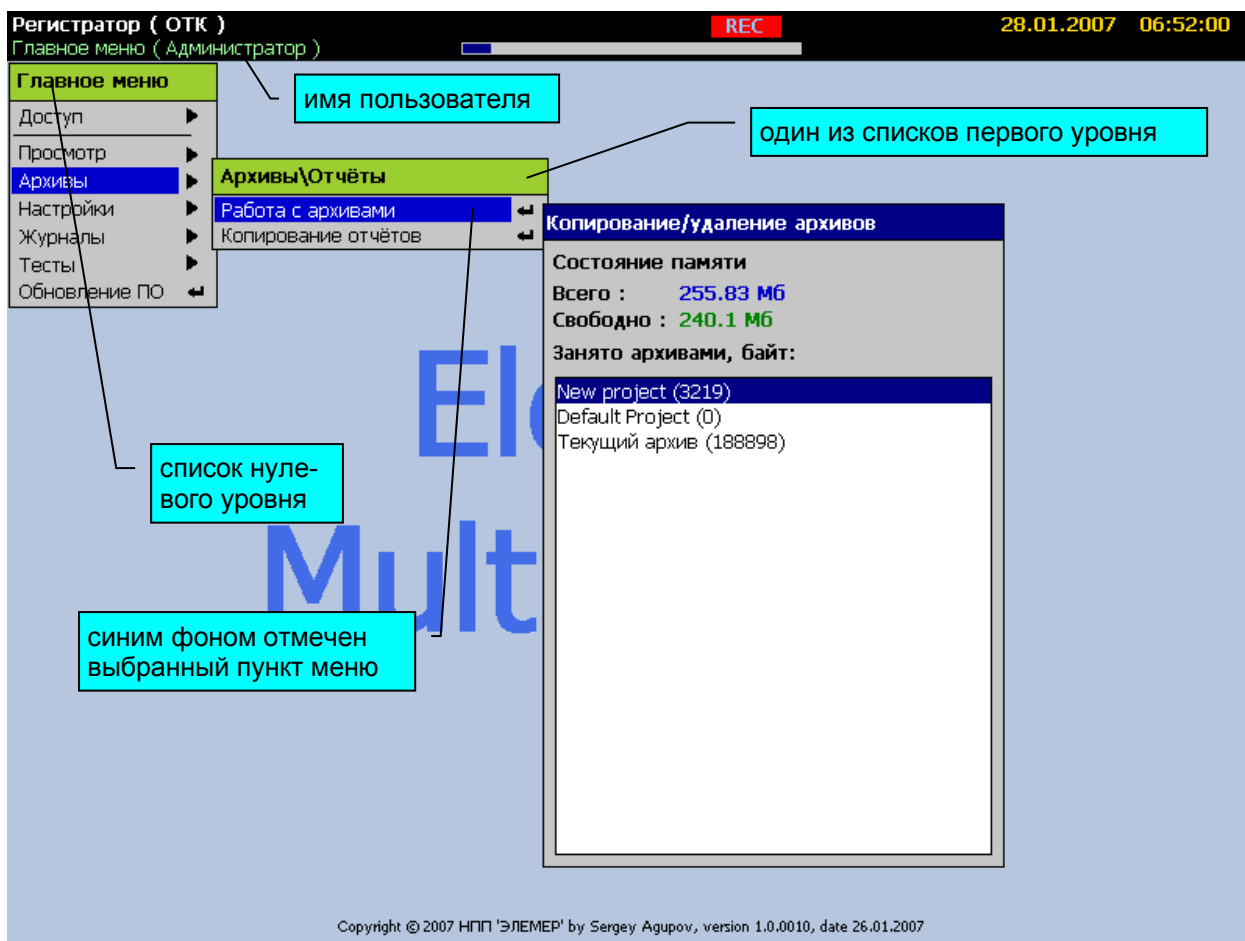 Регистратор ( ОТК )
REC
28.01.2007 06:52:00
Главное меню ( Администратор )
Главное меню
Доступ
Просмотр
Архивы
Настройки
Журналы
Тесты
Обновление ПО
имя пользователя
один из списков первого уровня
Архивы\Отчёты
Работа с архивами
Копирование отчётов
Копирование/удаление архивов
Состояние памяти
Всего : 255.83 Мб
Свободно : 240.1 Мб
Занято архивами, байт:
New project (3219)
Default Project (0)
Текущий архив (188898)
список нуле-
вого уровня
синим фоном отмечен
выбранный пункт меню
El
Mult
Copyright © 2007 НПП 'ЭЛЕМЕР' by Sergey Agupov, version 1.0.0010, date 26.01.2007